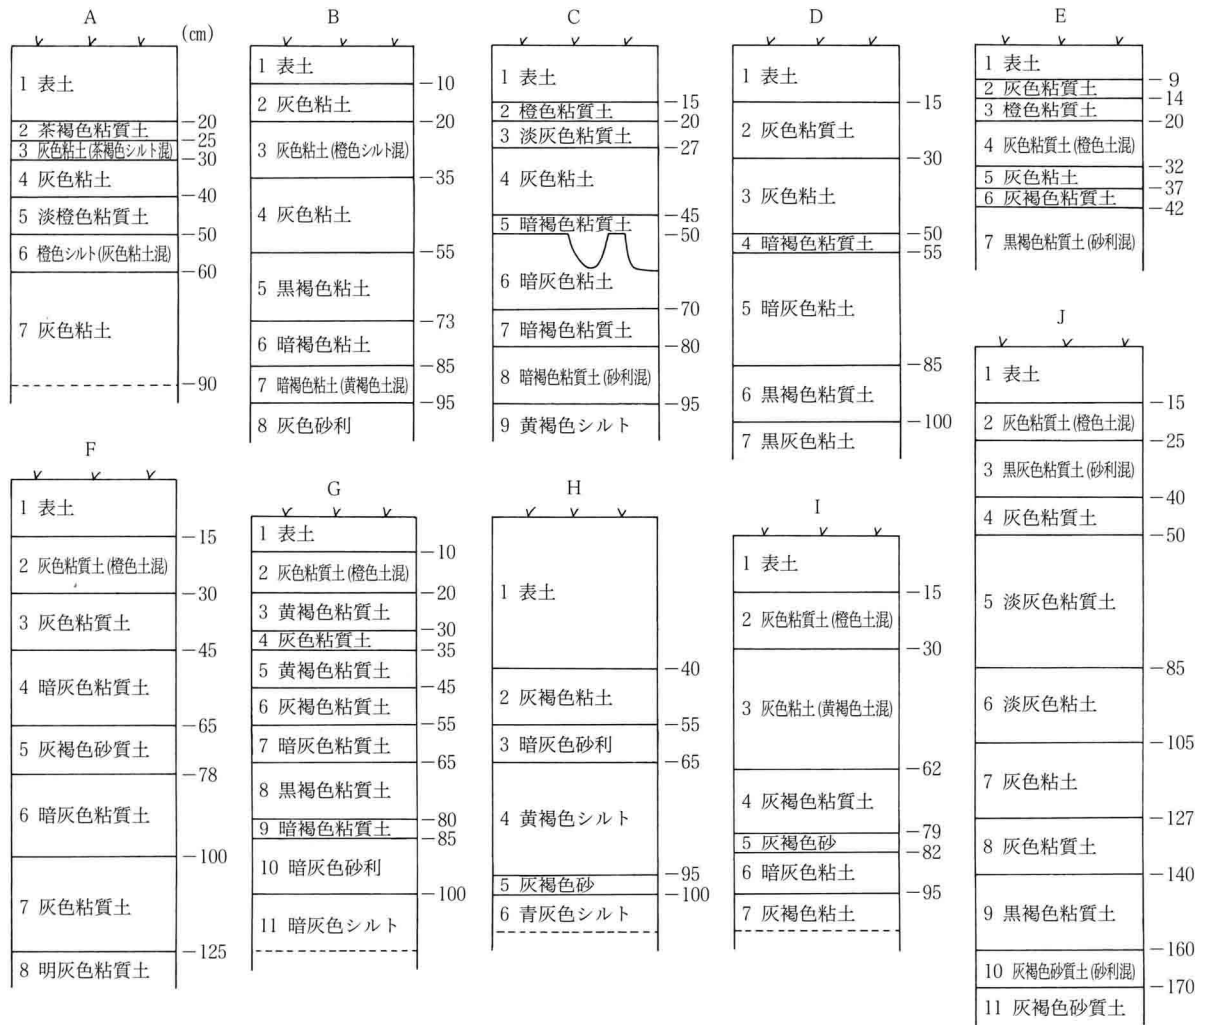 A
(cm)
1 表土
-20
2 茶褐色粘質土
-25
3 灰色粘土(茶褐色シルト混)
-30
4 灰色粘土
-40
5 淡橙色粘質土
-50
6 橙色シルト(灰色粘土混)
-60
7 灰色粘土
-90
B
1 表土
-10
2 灰色粘土
-20
3 灰色粘土(橙色シルト混)
-35
4 灰色粘土
-55
5 黒褐色粘土
-73
6 暗褐色粘土
-85
7 暗褐色粘土(黄褐色土混)
-95
8 灰色砂利
C
1 表土
-15
2 橙色粘質土
-20
3 淡灰色粘質土
-27
4 灰色粘土
-45
5 暗褐色粘質土
-50
6 暗灰色粘土
-70
7 暗褐色粘質土
-80
8 暗褐色粘質土(砂利混)
-95
9 黄褐色シルト
D
1 表土
-15
2 灰色粘質土
-30
3 灰色粘土
-50
4 暗褐色粘質土
-55
5 暗灰色粘土
-85
6 黒褐色粘質土
-100
7 黒灰色粘土
E
1 表土
-9
2 灰色粘質土
-14
3 橙色粘質土
-20
4 灰色粘質土(橙色土混)
-32
5 灰色粘土
-37
6 灰褐色粘質土
-42
7 黒褐色粘質土(砂利混)
F
1 表土
-15
2 灰色粘質土(橙色土混)
-30
3 灰色粘質土
-45
4 暗灰色粘質土
-65
5 灰褐色砂質土
-78
6 暗灰色粘質土
-100
7 灰色粘質土
-125
8 明灰色粘質土
G
1 表土
-10
2 灰色粘質土(橙色土混)
-20
3 黄褐色粘質土
-30
4 灰色粘質土
-35
5 黄褐色粘質土
-45
6 灰褐色粘質土
-55
7 暗灰色粘質土
-65
8 黒褐色粘質土
-80
9 暗褐色粘質土
-85
10 暗灰色砂利
-100
11 暗灰色シルト
H
1 表土
-40
2 灰褐色粘土
-55
3 暗灰色砂利
-65
4 黄褐色シルト
-95
5 灰褐色砂
-100
6 青灰色シルト
I
1 表土
-15
2 灰色粘質土(橙色土混)
-30
3 灰色粘土(黄褐色土混)
-62
4 灰褐色粘質土
-79
5 灰褐色砂
-82
6 暗灰色粘土
-95
7 灰褐色粘土
J
1 表土
-15
2 灰色粘質土(橙色土混)
-25
3 黒灰色粘質土(砂利混)
-40
4 灰色粘質土
-50
5 淡灰色粘質土
-85
6 淡灰色粘土
-105
7 灰色粘土
-127
8 灰色粘質土
-140
9 黒褐色粘質土
-160
10 灰褐色砂質土(砂利混)
-170
11 灰褐色砂質土